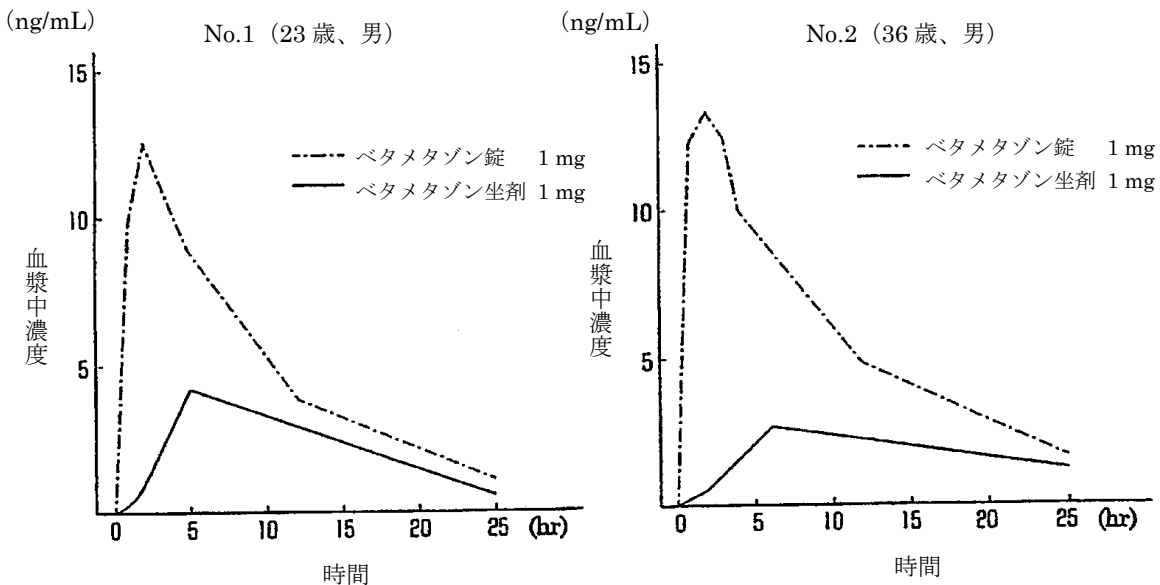 (ng/mL)
No.1（23 歳、男）
15
10
5
ベタメタゾン錠 1 mg
ベタメタゾン坐剤 1 mg
血漿中濃度
0 5 10 15 20 25 (hr)
時間
(ng/mL)
No.2（36 歳、男）
15
10
5
ベタメタゾン錠 1 mg
ベタメタゾン坐剤 1 mg
血漿中濃度
0 5 10 15 20 25 (hr)
時間